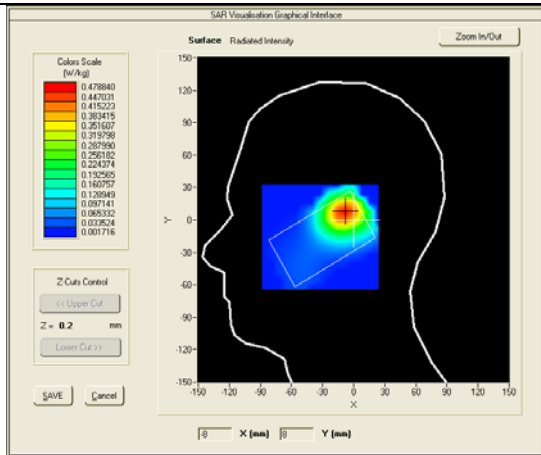 SAR Visualisation Graphical Interface
Surface Radiated Intensity
Zoom In/Out
Colors Scale
(W/kg)
0.478840
0.447031
0.415223
0.383415
0.351607
0.319798
0.287990
0.256182
0.224374
0.192565
0.160757
0.128949
0.097141
0.065332
0.033524
0.001716
Z Cuts Control
<< Upper Cut
Z = 0.2 mm
Lower Cut >>
SAVE Cancel
150
120
90
60
30
0
-30
-60
-90
-120
-150
Y
-150 -120 -90 -60 -30 0 30 60 90 120 150
X
-8 X (mm) 8 Y (mm)